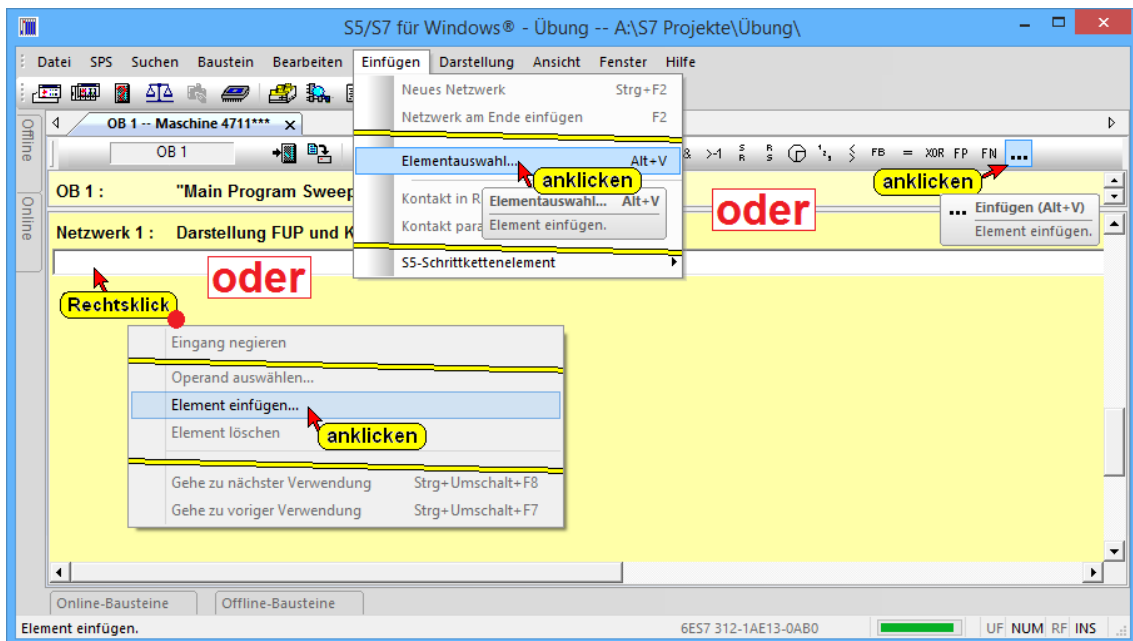 S5/S7 für Windows® - Übung -- A:\S7 Projekte\Übung\
Datei SPS Suchen Baustein Bearbeiten Einfügen Darstellung Ansicht Fenster Hilfe
Neues Netzwerk Strg+F2
Netzwerk am Ende einfügen F2
Offline
Online
OB 1 -- Maschine 4711***
OB 1
Elementauswahl... Alt+V
anklicken
& >-1 S R R S FB = XOR FP FN ...
anklicken
OB 1 : "Main Program Sweep
Kontakt in R
Elementauswahl... Alt+V
Element einfügen.
oder
... Einfügen (Alt+V)
Element einfügen.
Netzwerk 1 : Darstellung FUP und K
Kontakt para
S5-Schrittkettenelement
oder
Rechtsklick
Eingang negieren
Operand auswählen...
Element einfügen...
anklicken
Element löschen
Gehe zu nächster Verwendung Strg+Umschalt+F8
Gehe zu voriger Verwendung Strg+Umschalt+F7
Online-Bausteine Offline-Bausteine
Element einfügen. 6ES7 312-1AE13-0AB0 UF NUM RF INS